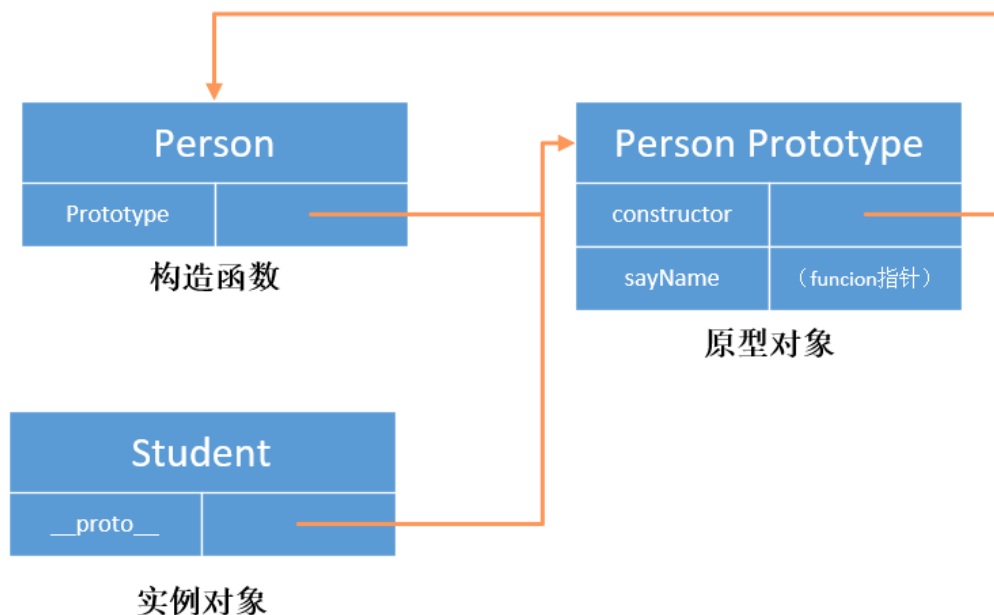 Person
Prototype
构造函数
Person Prototype
constructor
sayName （funcion指针）
原型对象
Student
__proto__
实例对象